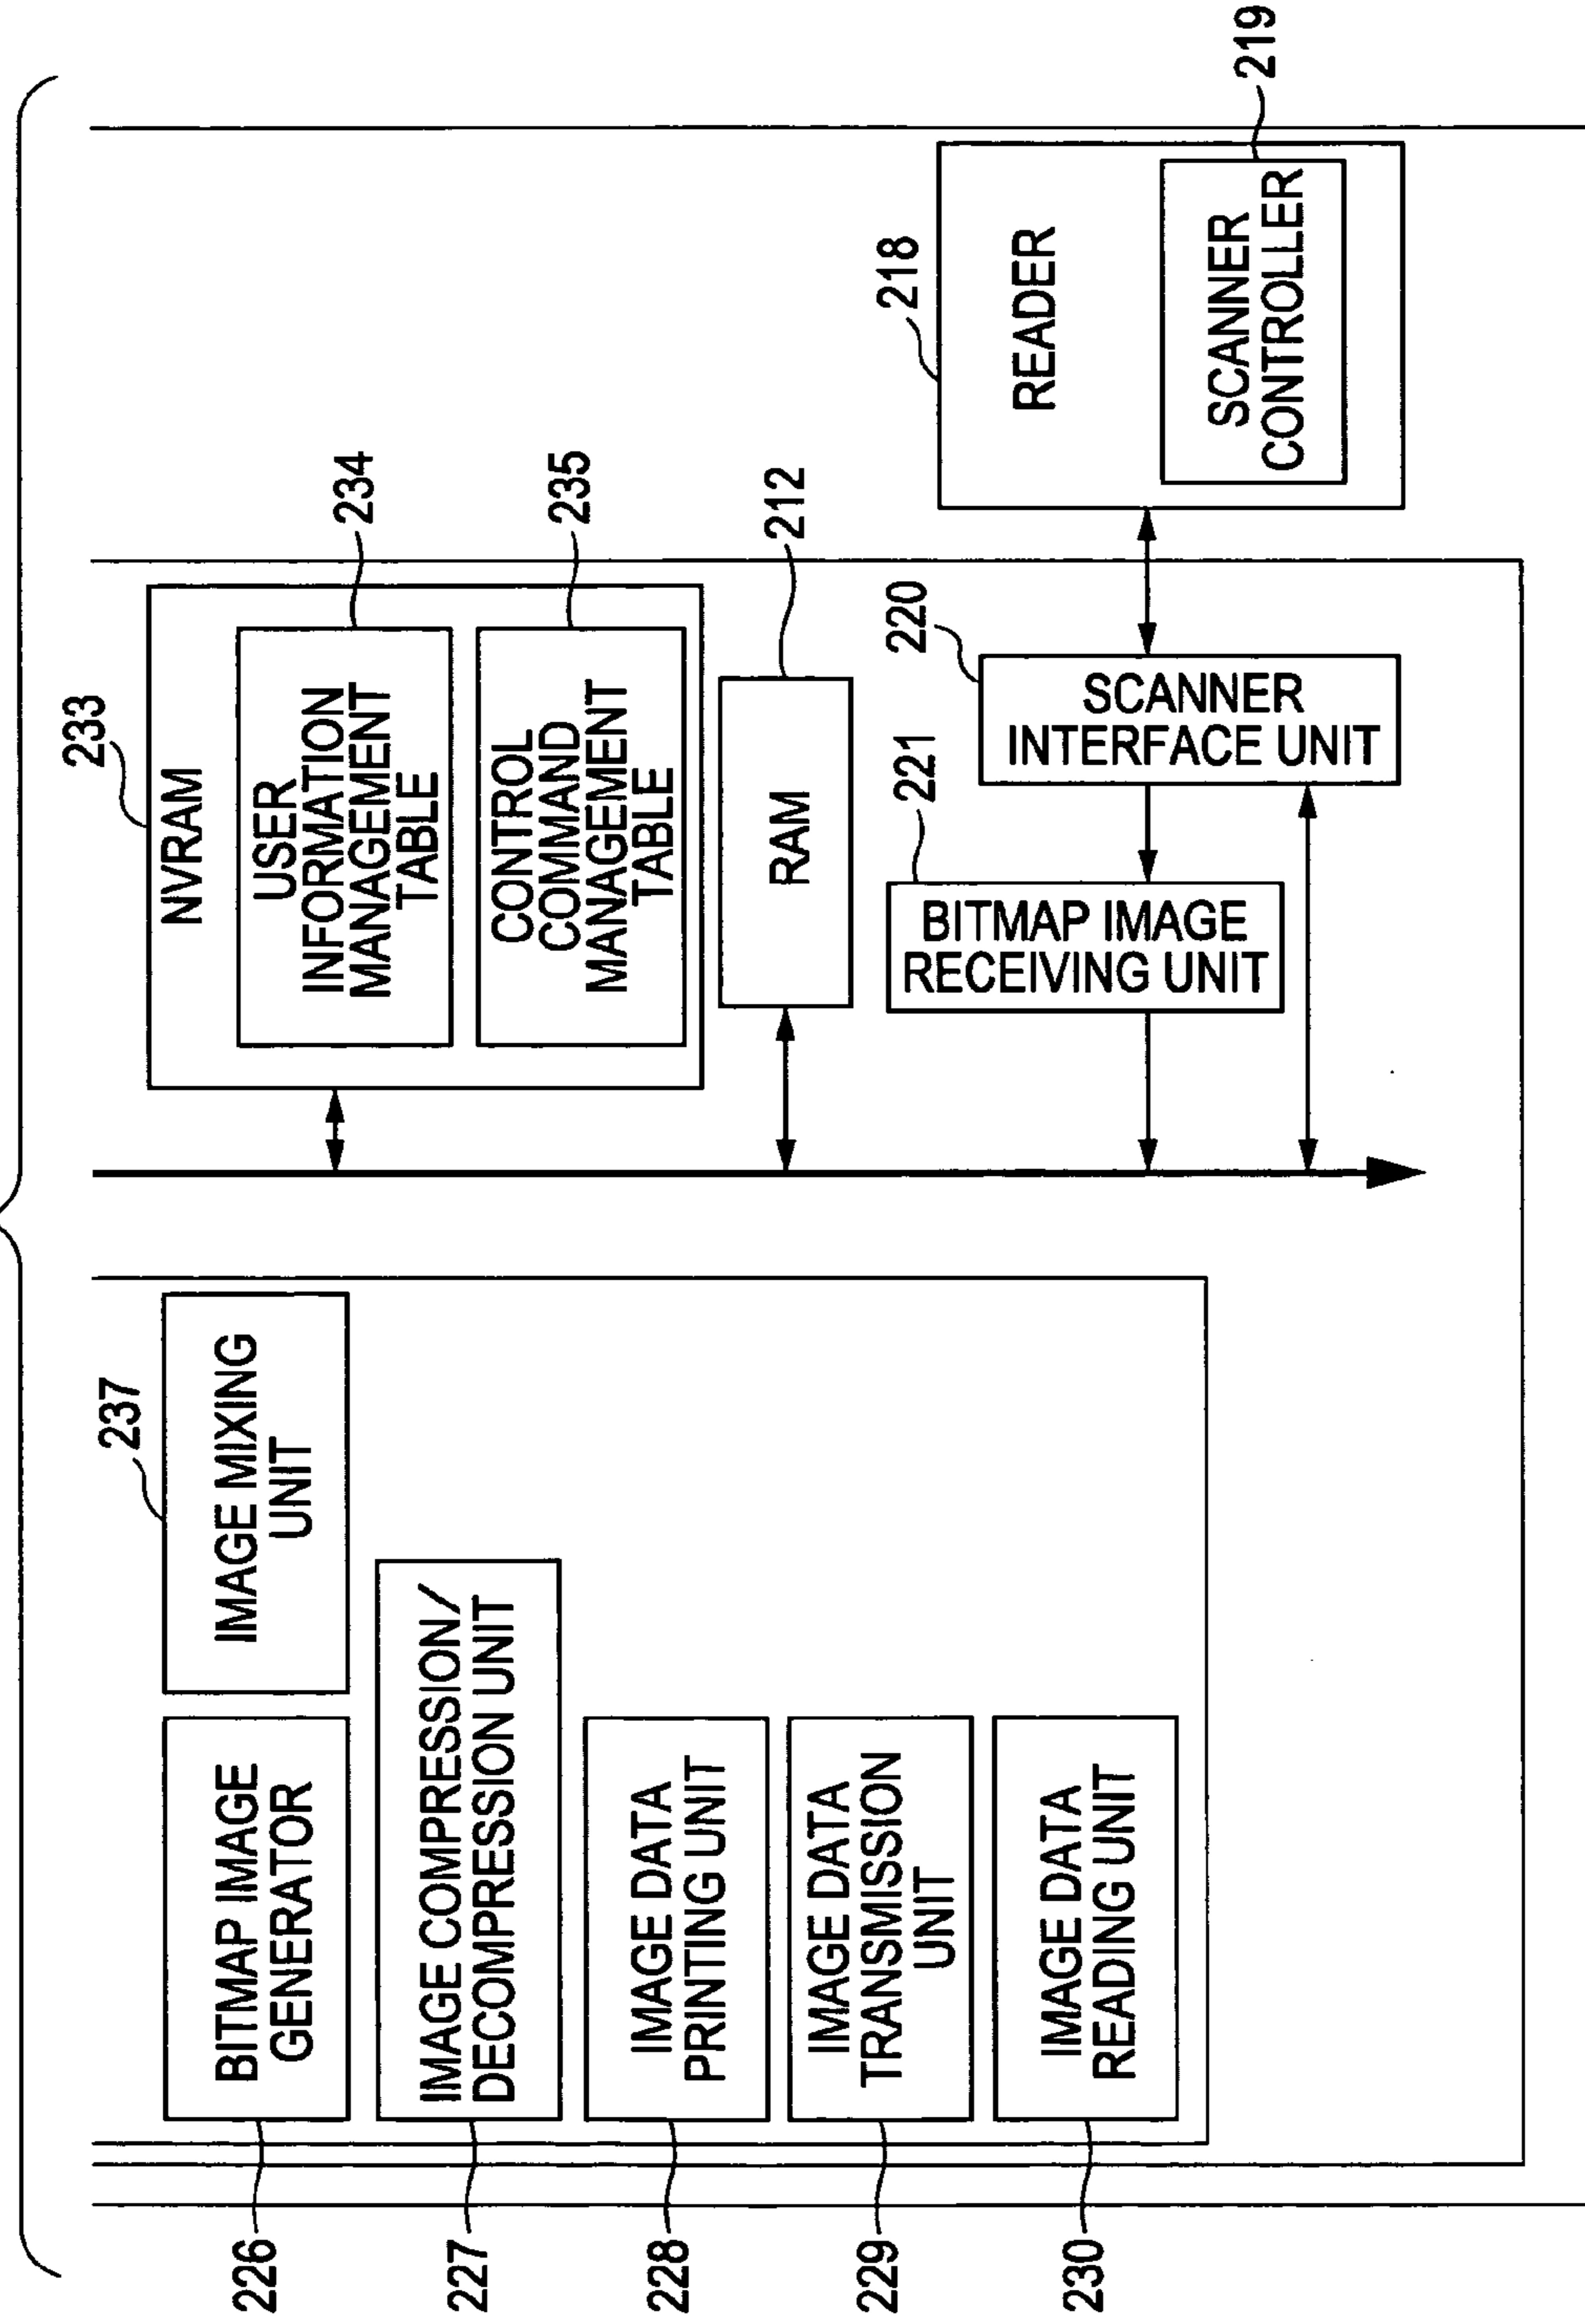 219
218
READER
SCANNER
CONTROLLER
233
NVRAM
234
USER
INFORMATION
MANAGEMENT
TABLE
235
CONTROL
COMMAND
MANAGEMENT
TABLE
212
RAM
220
SCANNER
INTERFACE UNIT
221
BITMAP IMAGE
RECEIVING UNIT
237
IMAGE MIXING
UNIT
BITMAP IMAGE
GENERATOR
226
IMAGE COMPRESSION/
DECOMPRESSION UNIT
227
IMAGE DATA
PRINTING UNIT
228
IMAGE DATA
TRANSMISSION
UNIT
229
IMAGE DATA
READING UNIT
230